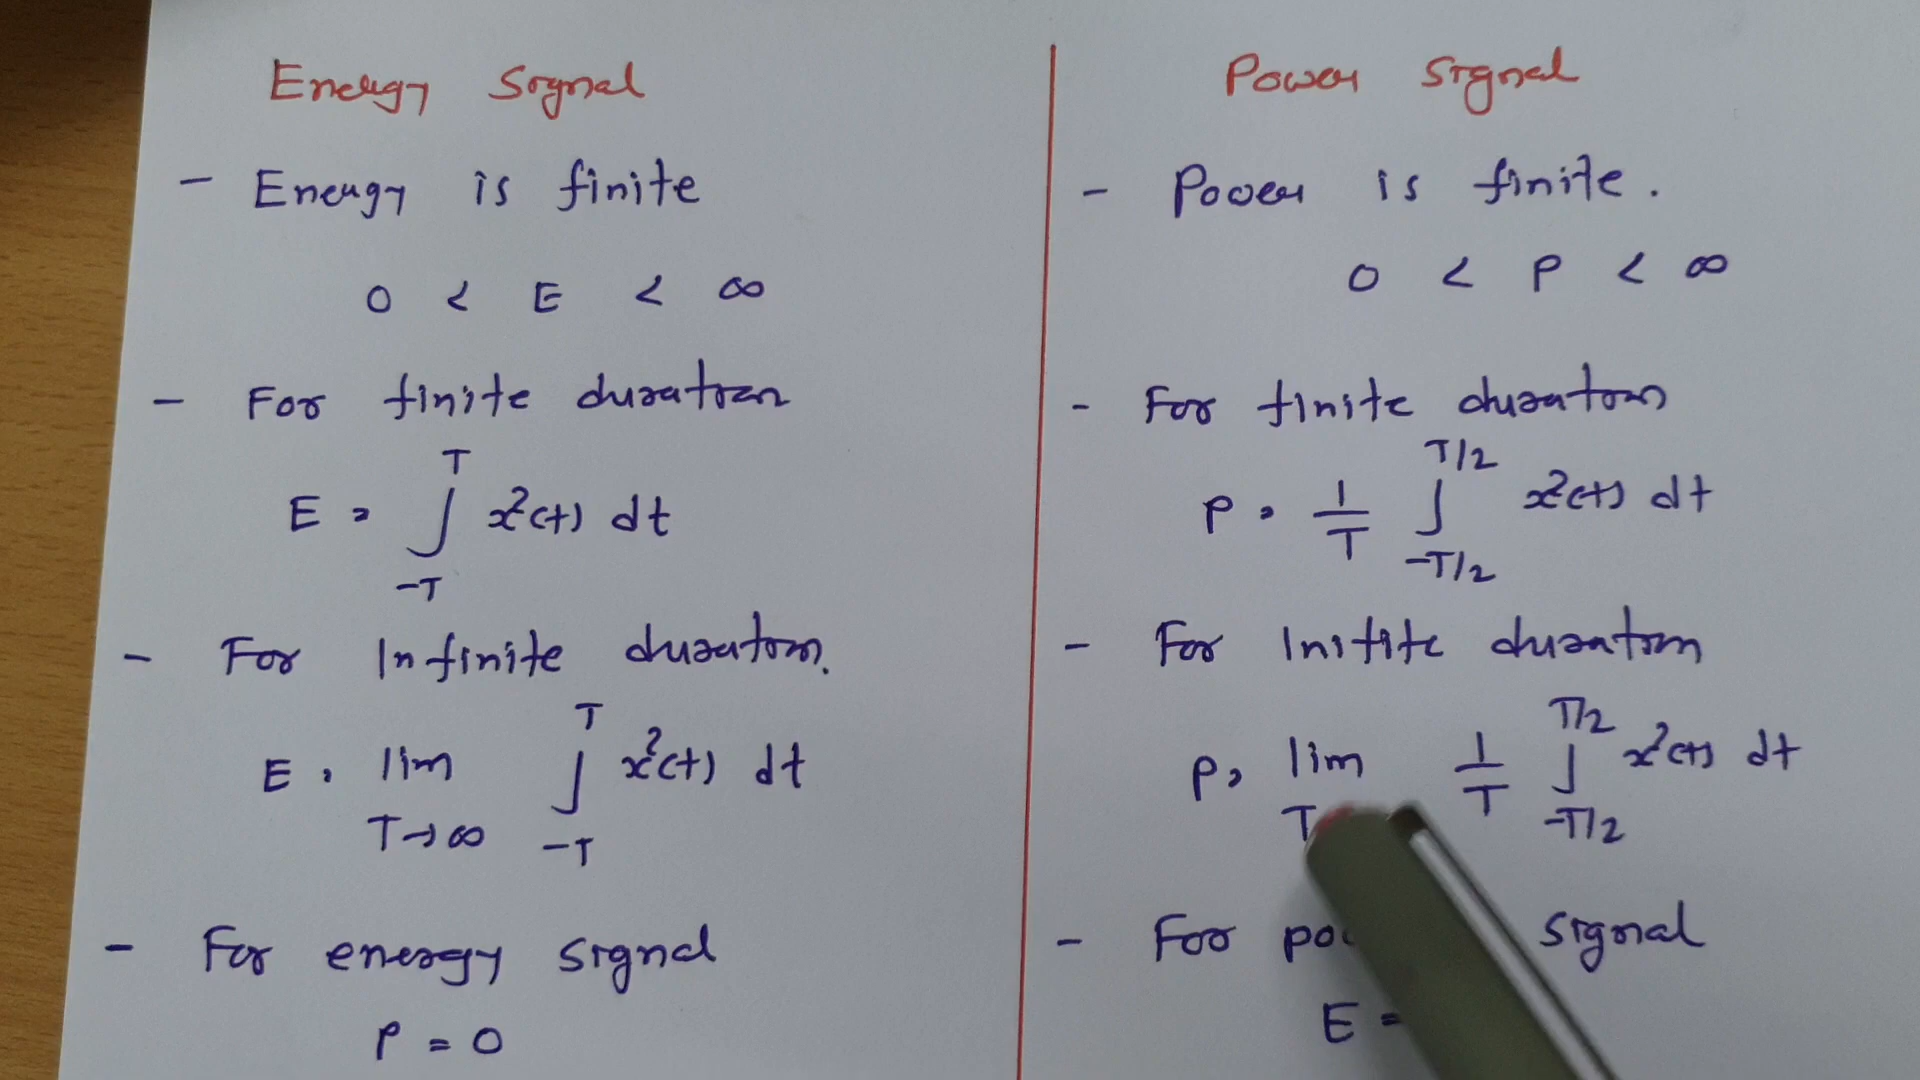 Energy Signal
- Energy is finite
0 < E < ∞
- For finite duration
T
E = ∫ x²(t) dt
-T
- For Infinite duration.
T
E = lim ∫ x²(t) dt
T→∞ -T
- For energy signal
P = 0
Power Signal
- Power is finite.
0 < P < ∞
- For finite duration
T/2
P = 1/T ∫ x²(t) dt
-T/2
- For Initite duration
T/2
P = lim 1/T ∫ x²(t) dt
T -T/2
- For signal
E =